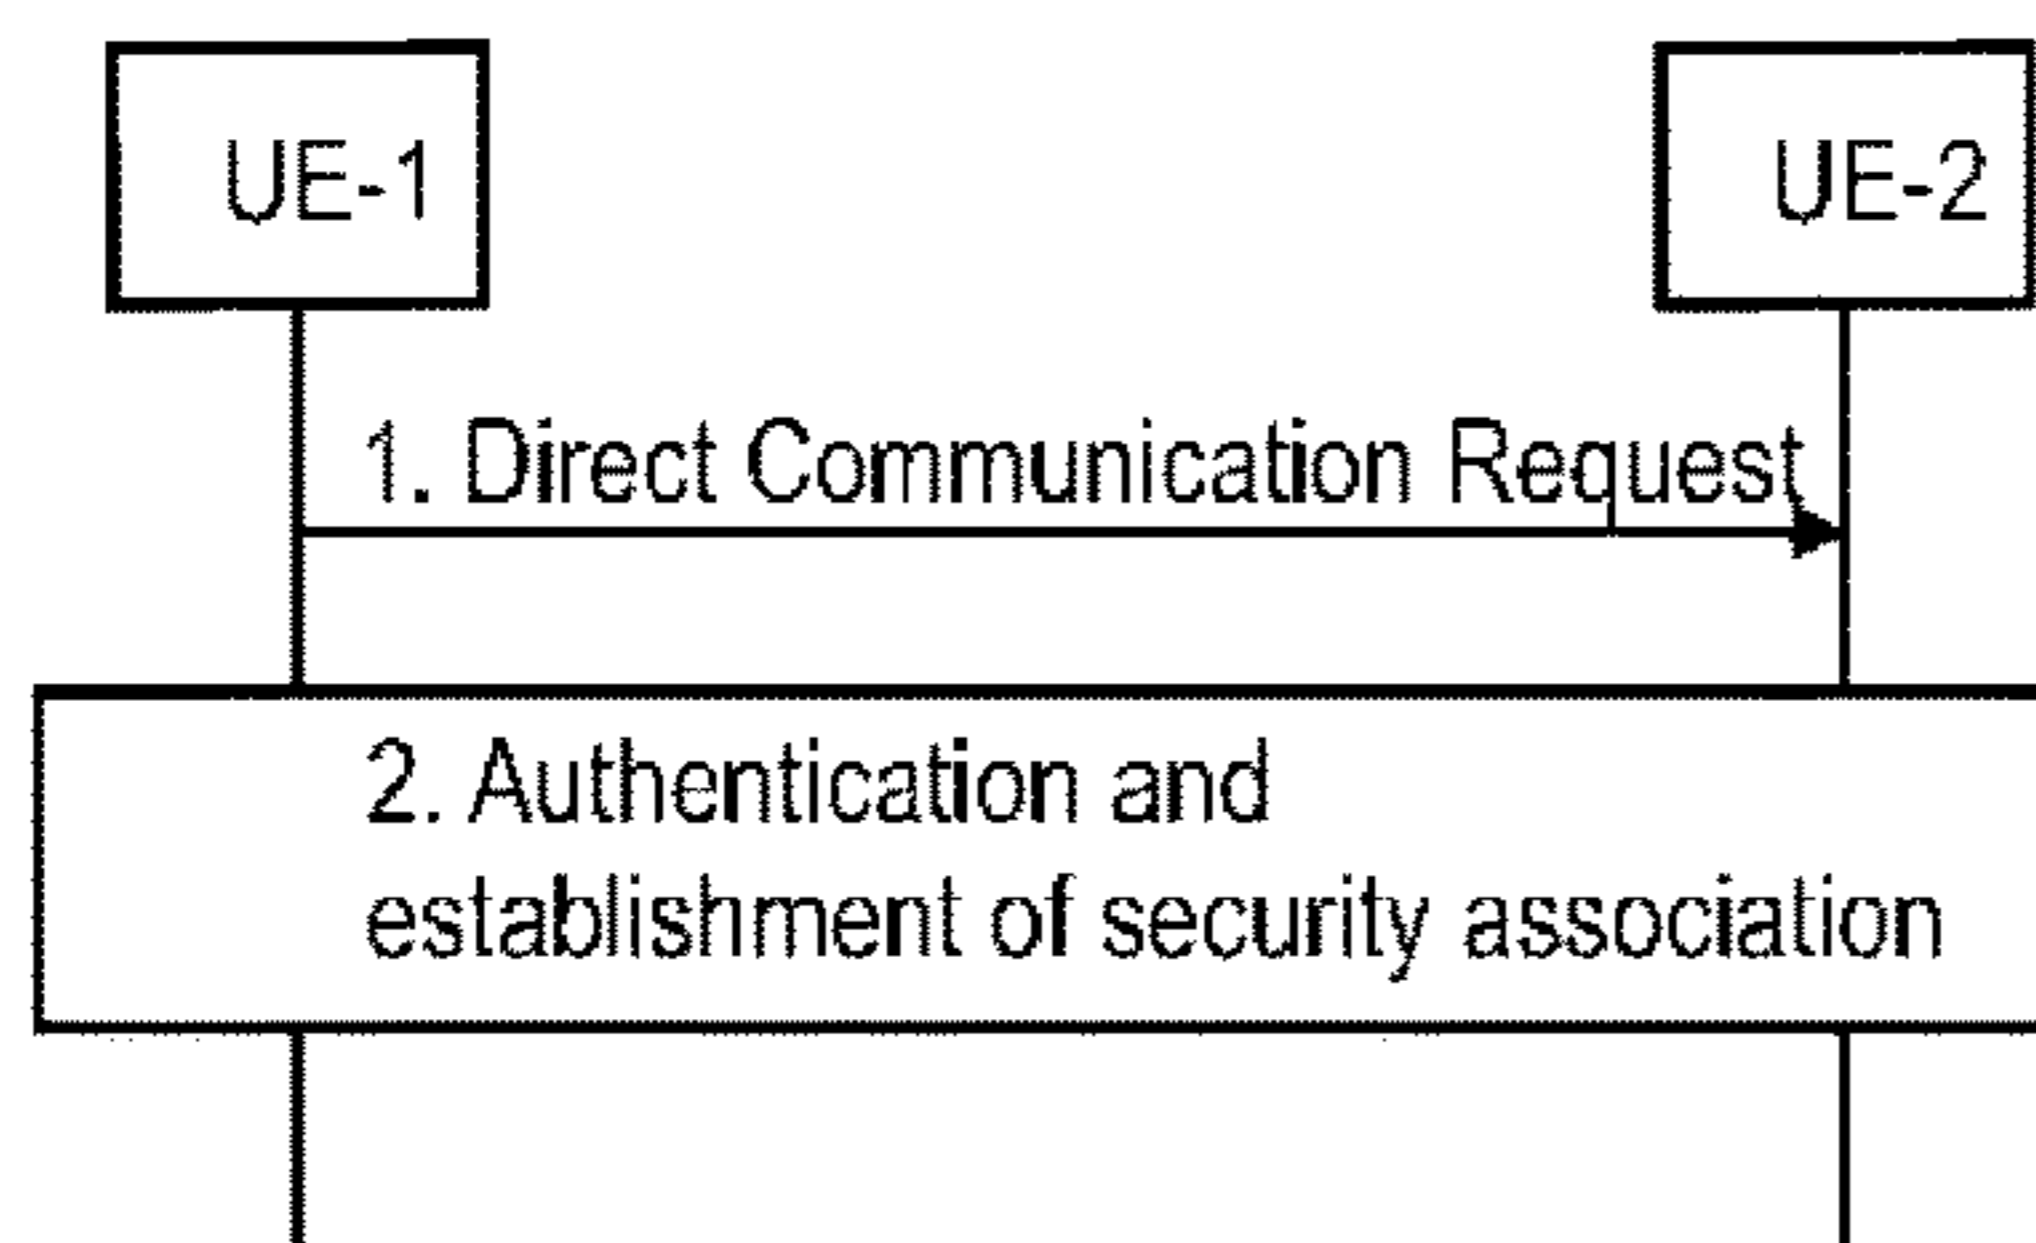 UE-1
UE-2
1. Direct Communication Request
2. Authentication and
establishment of security association